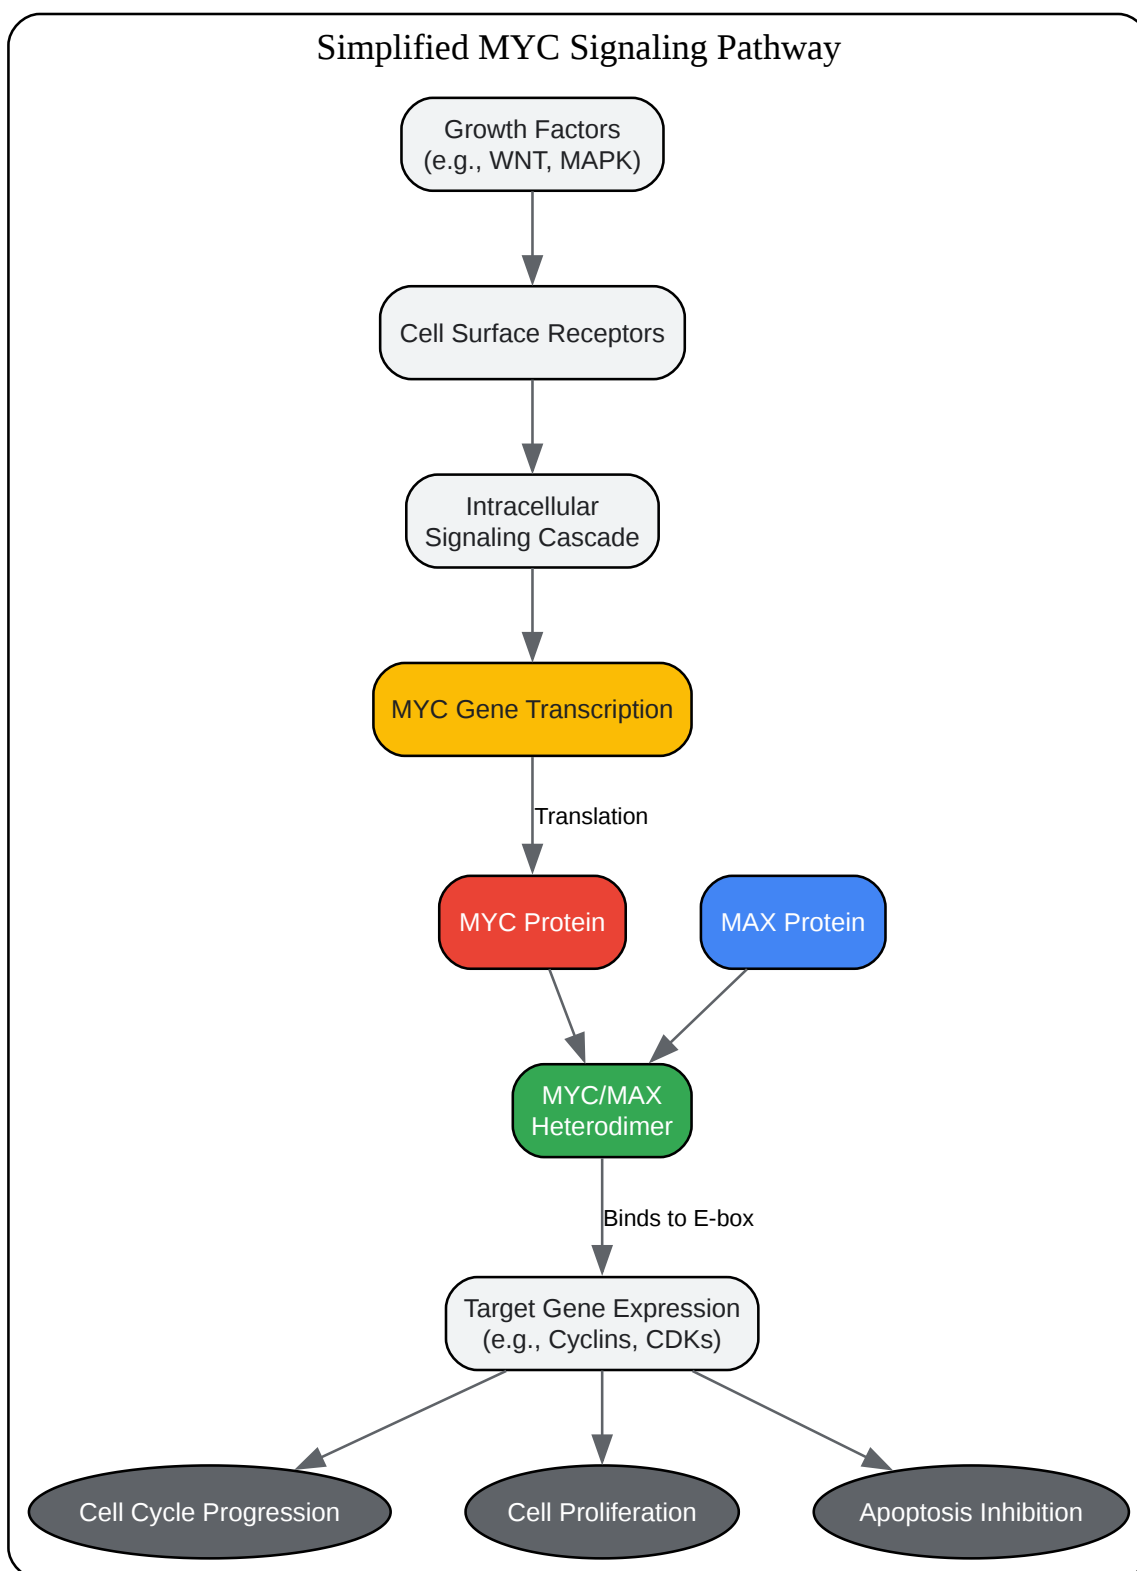 Simplified MYC Signaling Pathway
Growth Factors
(e.g., WNT, MAPK)
Cell Surface Receptors
Intracellular
Signaling Cascade
MYC Gene Transcription
Translation
MYC Protein
MAX Protein
MYC/MAX
Heterodimer
Binds to E-box
Target Gene Expression
(e.g., Cyclins, CDKs)
Cell Cycle Progression
Cell Proliferation
Apoptosis Inhibition